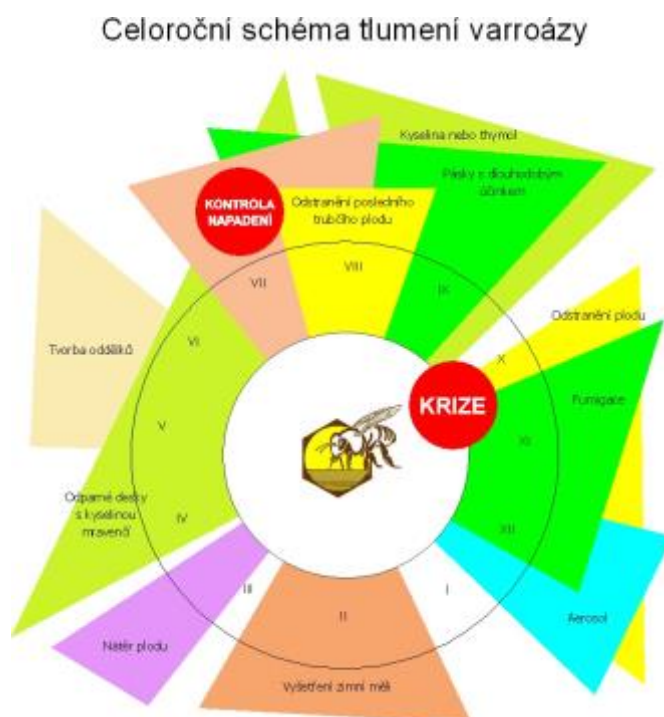 Celoroční schéma tlumení varroázy
Kyselina nebo thymol
Pásky s dlouhodobým
účinkem
KONTROLA
NAPADENÍ
Odstranění posledního
trubčího plodu
VIII
VII
IX
Odstranění plodu
VI
X
Tvorba oddělků
KRIZE
Fumigace
V
XI
Odparné desky
s kyselinou
mravenčí
IV
XII
III
I
II
Nátěr plodu
Aerosol
Vyšetření zimní měli